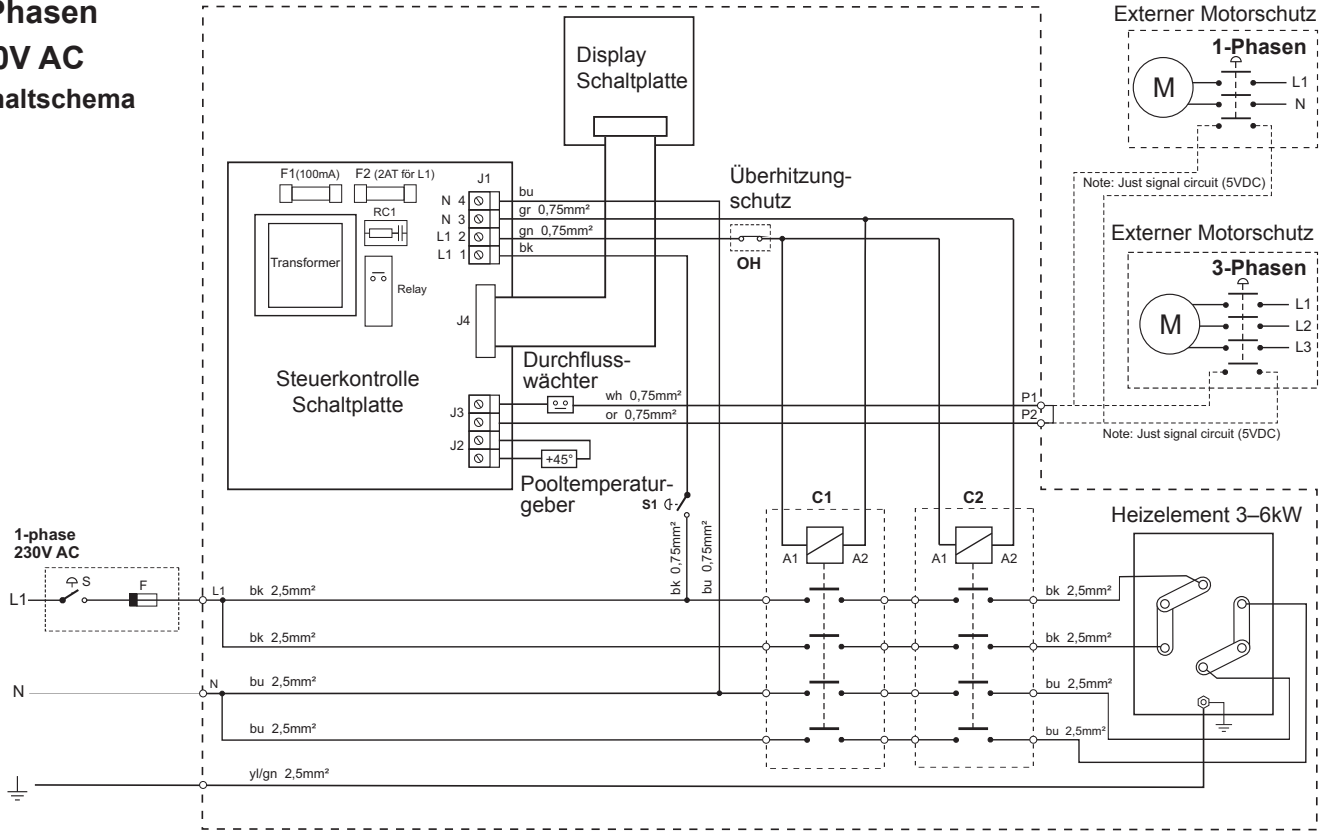 Phasen
0V AC
haltschema
Display
Schaltplatte
Externer Motorschutz
1-Phasen
M
L1
N
Note: Just signal circuit (5VDC)
Externer Motorschutz
3-Phasen
M
L1
L2
L3
Note: Just signal circuit (5VDC)
F1(100mA)
F2 (2AT för L1)
J1
RC1
Transformer
Relay
N 4
N 3
L1 2
L1 1
bu
gr 0,75mm²
gn 0,75mm²
bk
Überhitzung-
schutz
OH
J4
Steuerkontrolle
Schaltplatte
Durchfluss-
wächter
J3
J2
wh 0,75mm²
or 0,75mm²
P1
P2
+45°
Pooltemperatur-
geber
S1
bk 0,75mm²
bu 0,75mm²
C1
A1
A2
C2
A1
A2
Heizelement 3–6kW
1-phase
230V AC
S
F
L1
L1
bk 2,5mm²
bk 2,5mm²
bk 2,5mm²
bk 2,5mm²
N
N
bu 2,5mm²
bu 2,5mm²
bu 2,5mm²
bu 2,5mm²
yl/gn 2,5mm²